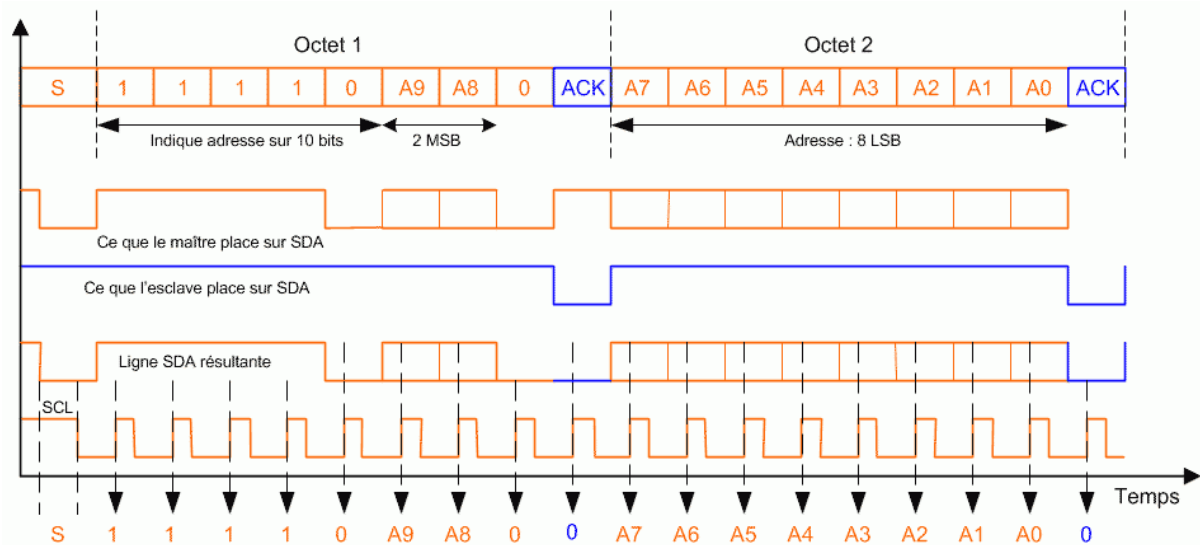 Octet 1 Octet 2
S 1 1 1 1 0 A9 A8 0 ACK A7 A6 A5 A4 A3 A2 A1 A0 ACK
Indique adresse sur 10 bits 2 MSB Adresse : 8 LSB
Ce que le maître place sur SDA
Ce que l'esclave place sur SDA
Ligne SDA résultante
SCL
Temps
S 1 1 1 1 0 A9 A8 0 0 A7 A6 A5 A4 A3 A2 A1 A0 0